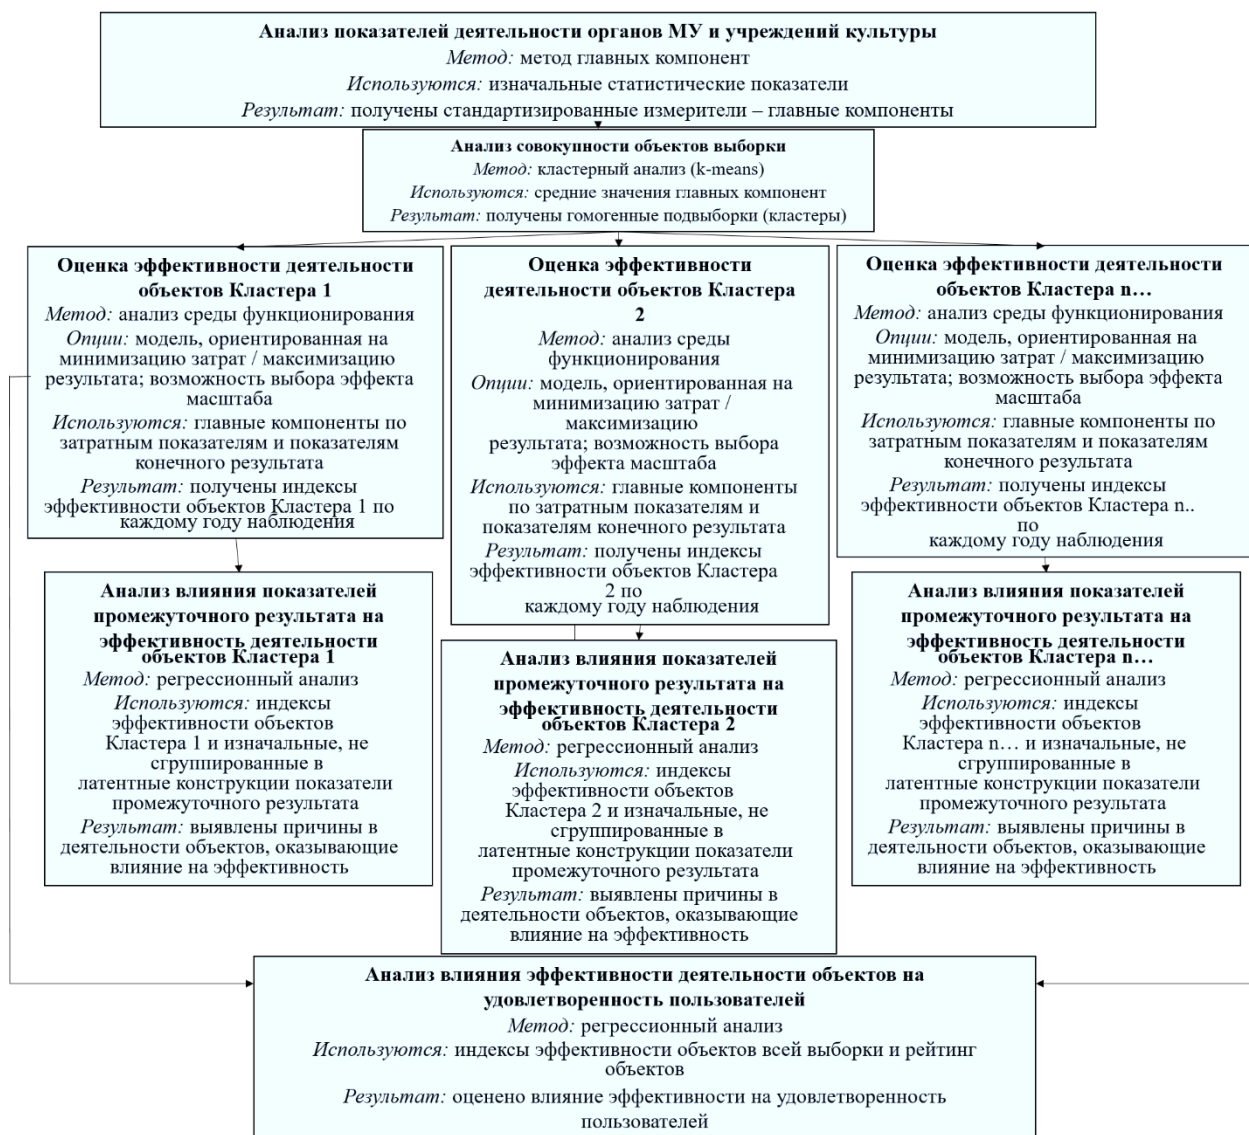 Анализ показателей деятельности органов МУ и учреждений культуры
Метод: метод главных компонент
Используются: изначальные статистические показатели
Результат: получены стандартизированные измерители – главные компоненты
Анализ совокупности объектов выборки
Метод: кластерный анализ (k-means)
Используются: средние значения главных компонент
Результат: получены гомогенные подвыборки (кластеры)
Оценка эффективности деятельности
объектов Кластера 1
Метод: анализ среды функционирования
Опции: модель, ориентированная на
минимизацию затрат / максимизацию
результата; возможность выбора эффекта
масштаба
Используются: главные компоненты по
затратным показателям и показателям
конечного результата
Результат: получены индексы
эффективности объектов Кластера 1 по
каждому году наблюдения
Оценка эффективности
деятельности объектов Кластера
2
Метод: анализ среды
функционирования
Опции: модель, ориентированная на
минимизацию затрат /
максимизацию
результата; возможность выбора
эффекта масштаба
Используются: главные компоненты
по затратным показателям и
показателям конечного результата
Результат: получены индексы
эффективности объектов Кластера
2 по
каждому году наблюдения
Оценка эффективности деятельности
объектов Кластера n…
Метод: анализ среды функционирования
Опции: модель, ориентированная на
минимизацию затрат / максимизацию
результата; возможность выбора эффекта
масштаба
Используются: главные компоненты по
затратным показателям и показателям
конечного результата
Результат: получены индексы
эффективности объектов Кластера n..
по
каждому году наблюдения
Анализ влияния показателей
промежуточного результата на
эффективность деятельности
объектов Кластера 1
Метод: регрессионный анализ
Используются: индексы
эффективности объектов
Кластера 1 и изначальные, не
сгруппированные в
латентные конструкции показатели
промежуточного результата
Результат: выявлены причины в
деятельности объектов, оказывающие
влияние на эффективность
Анализ влияния показателей
промежуточного результата на
эффективность деятельности
объектов Кластера 2
Метод: регрессионный анализ
Используются: индексы
эффективности объектов
Кластера 2 и изначальные, не
сгруппированные в
латентные конструкции показатели
промежуточного результата
Результат: выявлены причины в
деятельности объектов, оказывающие
влияние на эффективность
Анализ влияния показателей
промежуточного результата на
эффективность деятельности
объектов Кластера n…
Метод: регрессионный анализ
Используются: индексы
эффективности объектов
Кластера n… и изначальные, не
сгруппированные в
латентные конструкции показатели
промежуточного результата
Результат: выявлены причины в
деятельности объектов, оказывающие
влияние на эффективность
Анализ влияния эффективности деятельности объектов на
удовлетворенность пользователей
Метод: регрессионный анализ
Используются: индексы эффективности объектов всей выборки и рейтинг
объектов
Результат: оценено влияние эффективности на удовлетворенность
пользователей